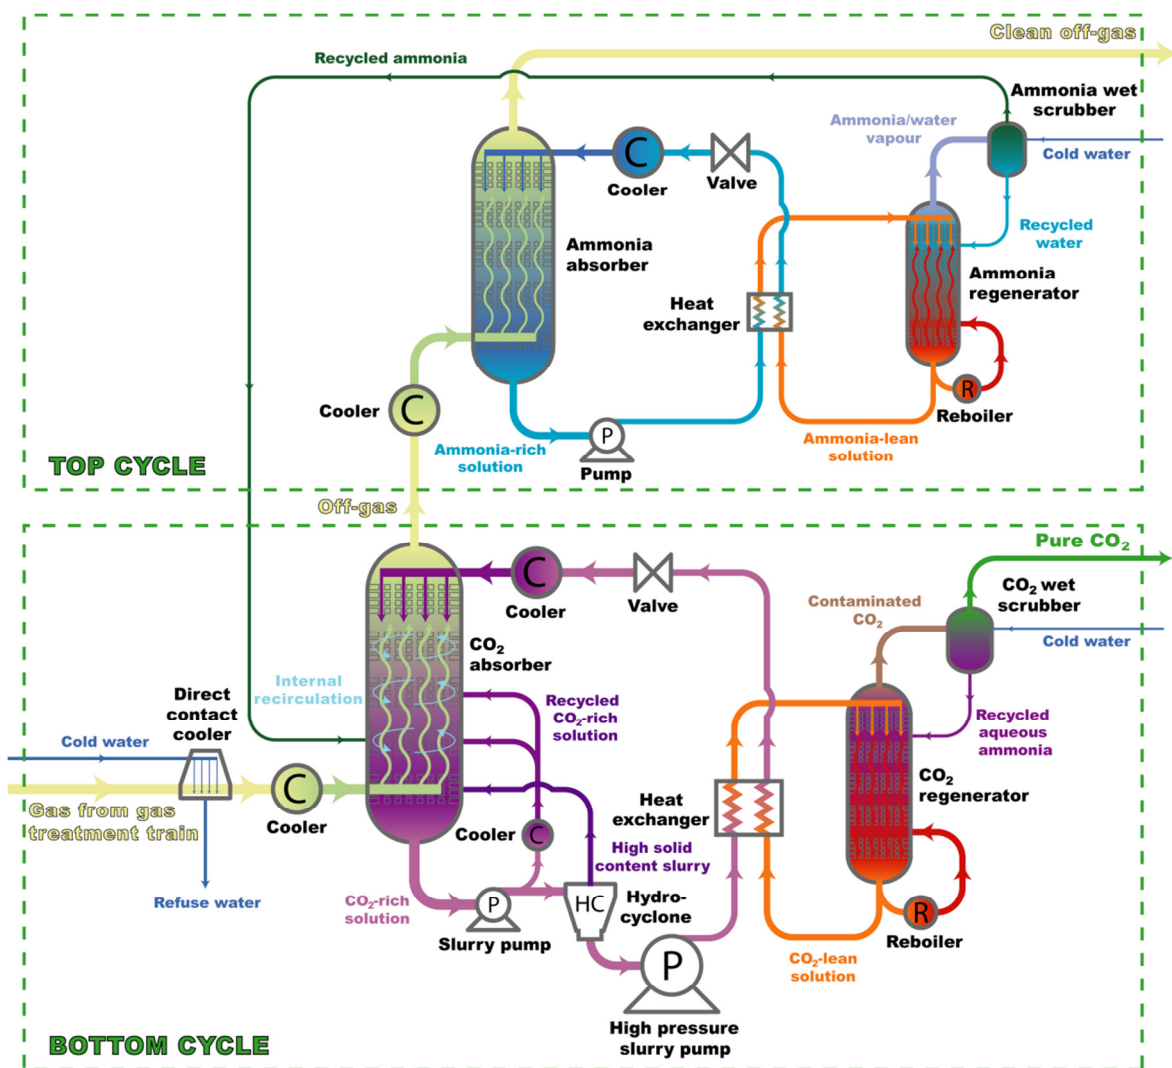 Clean off-gas
Recycled ammonia
Ammonia wet
scrubber
Ammonia/water
vapour
Cold water
C
Cooler
Valve
Recycled
water
Ammonia
absorber
Ammonia
regenerator
Heat
exchanger
Cooler
C
R
Reboiler
Ammonia-rich
solution
P
Pump
Ammonia-lean
solution
TOP CYCLE
Off-gas
Pure CO₂
C
Cooler
Valve
CO₂ wet
scrubber
Contaminated
CO₂
Cold water
CO₂
absorber
Internal
recirculation
Direct
contact
cooler
Recycled
CO₂-rich
solution
Recycled
aqueous
ammonia
Cold water
CO₂
regenerator
C
Cooler
Gas from gas
treatment train
Heat
exchanger
Cooler
C
High solid
content slurry
Refuse water
CO₂-rich
solution
P
Slurry pump
HC
Hydro-
cyclone
R
Reboiler
P
CO₂-lean
solution
High pressure
slurry pump
BOTTOM CYCLE